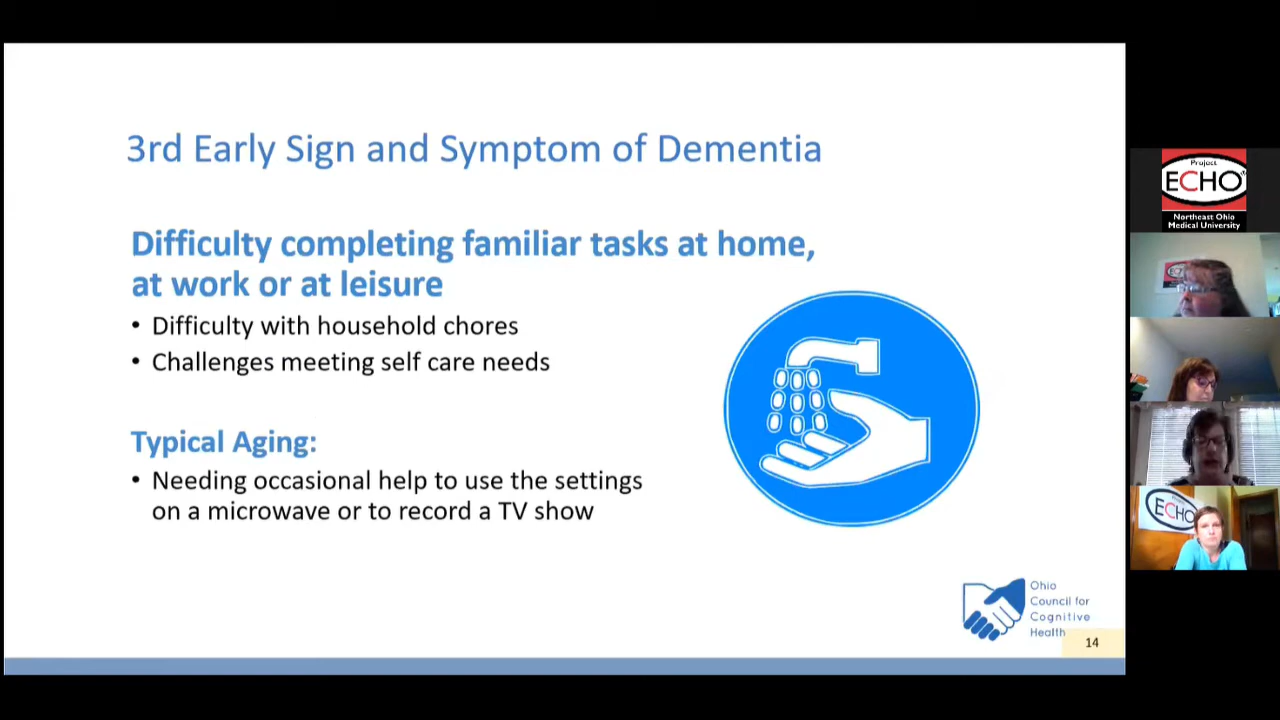 3rd Early Sign and Symptom of Dementia
Difficulty completing familiar tasks at home,
at work or at leisure
• Difficulty with household chores
• Challenges meeting self care needs
Typical Aging:
• Needing occasional help to use the settings
on a microwave or to record a TV show
Ohio
Council for
Cognitive
Health
14
Project
ECHO®
Northeast Ohio
Medical University
ECHO